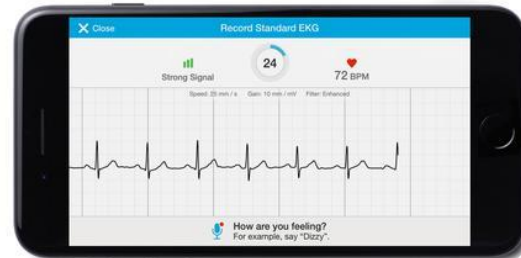 Close
Record Standard EKG
Strong Signal
24
72 BPM
Speed: 25 mm / s Gain: 10 mm / mV Filter: Enhanced
How are you feeling?
For example, say "Dizzy".